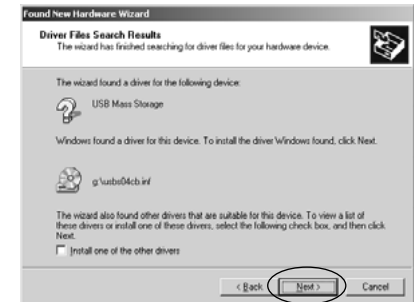 Found New Hardware Wizard
Driver Files Search Results
The wizard has finished searching for driver files for your hardware device.
The wizard found a driver for the following device:
USB Mass Storage
Windows found a driver for this device. To install the driver Windows found, click Next.
g:\usbs04cb.inf
The wizard also found other drivers that are suitable for this device. To view a list of
these drivers or install one of these drivers, select the following check box, and then click
Next.
Install one of the other drivers
< Back
Next >
Cancel